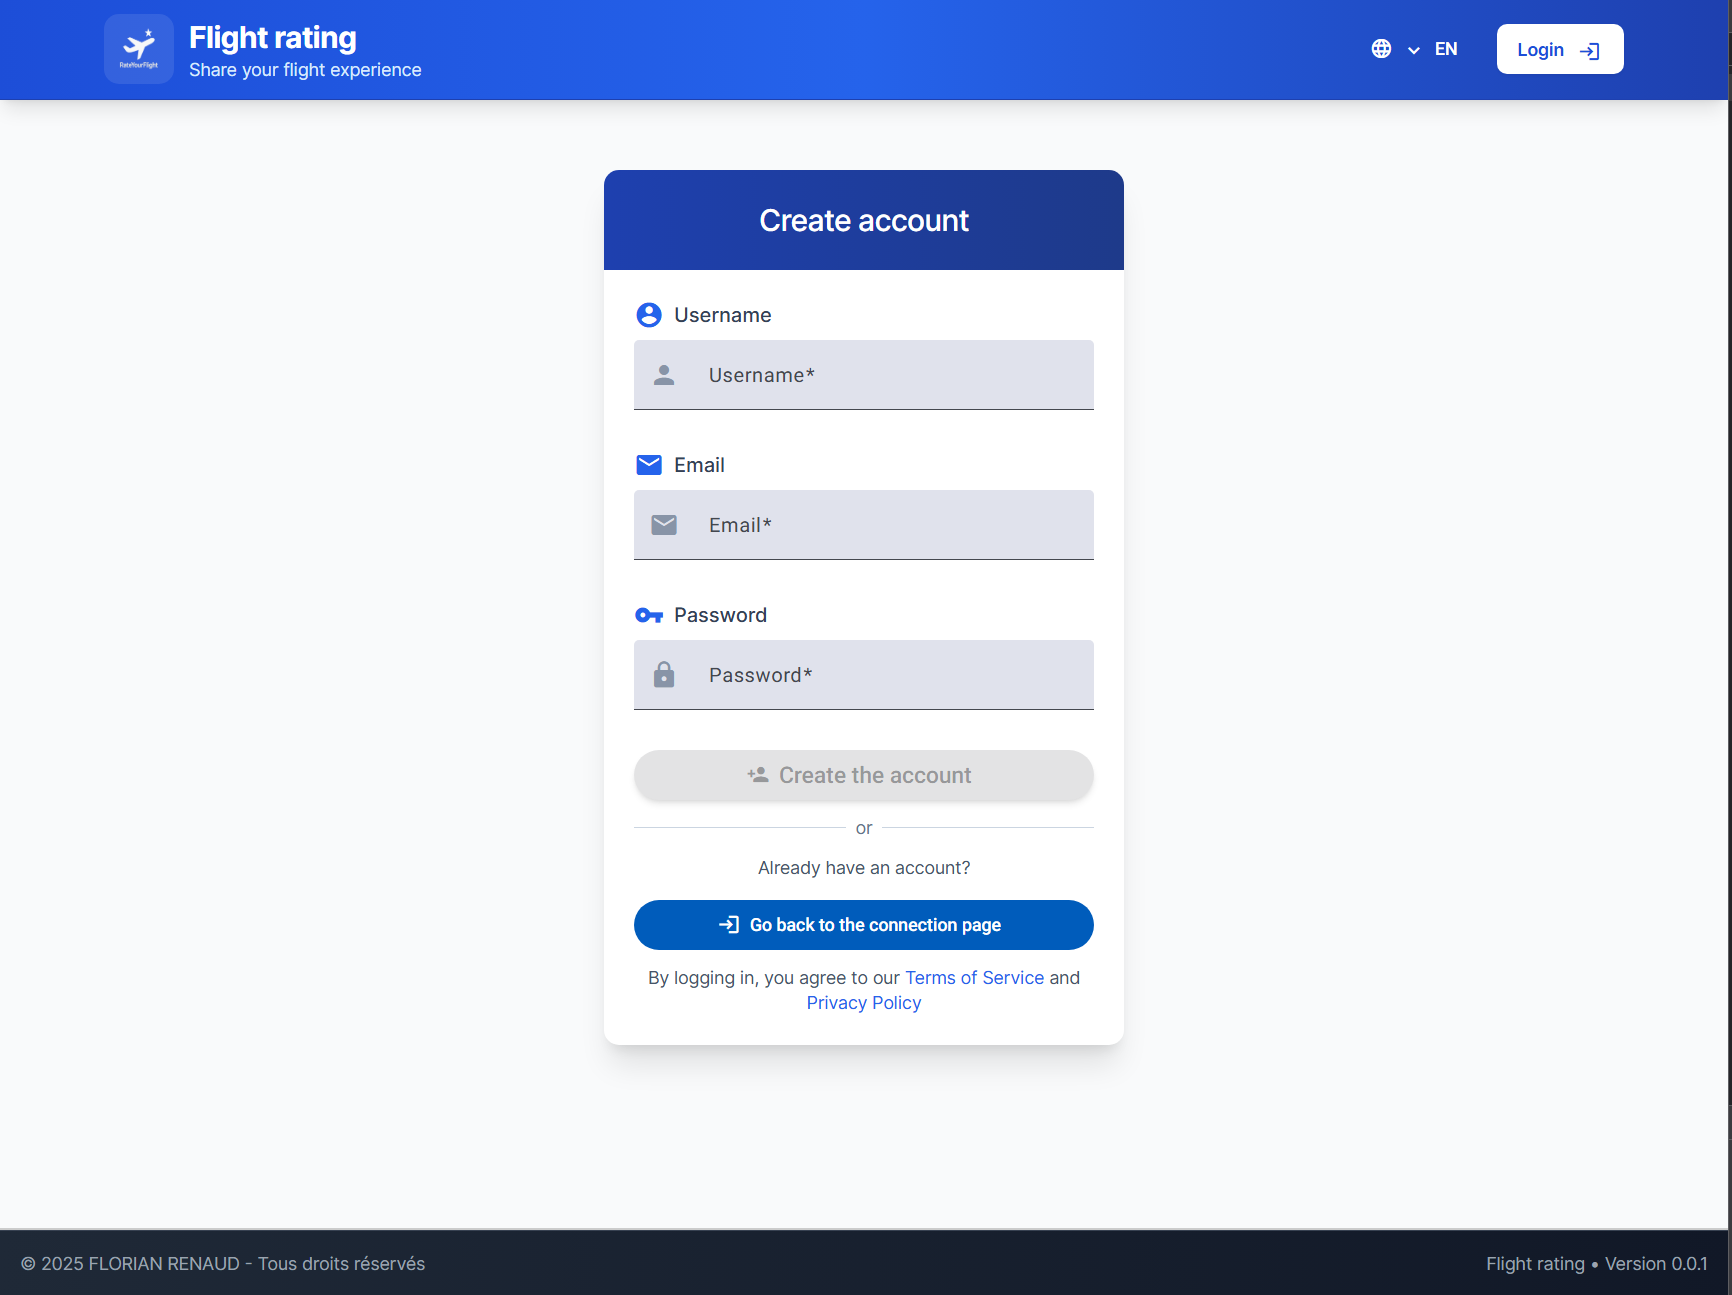 RateYourFlight
Flight rating
Share your flight experience
EN
Login
Create account
Username
Username*
Email
Email*
Password
Password*
Create the account
or
Already have an account?
Go back to the connection page
By logging in, you agree to our Terms of Service and
Privacy Policy
© 2025 FLORIAN RENAUD - Tous droits réservés
Flight rating • Version 0.0.1